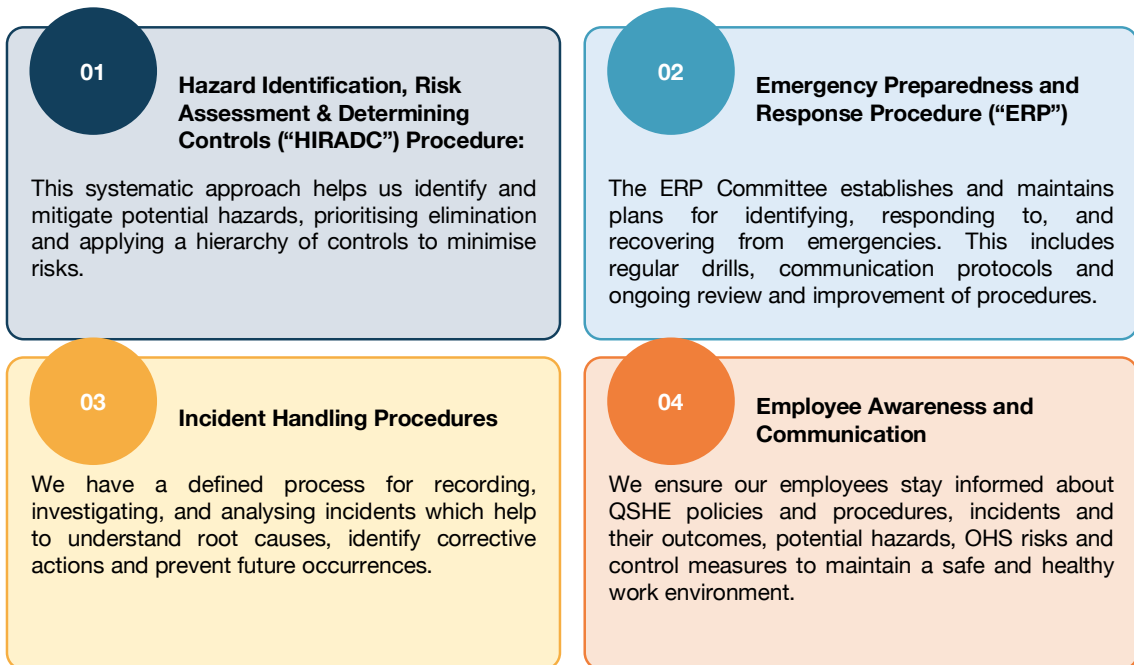 01
Hazard Identification, Risk
Assessment & Determining
Controls (“HIRADC”) Procedure:
This systematic approach helps us identify and
mitigate potential hazards, prioritising elimination
and applying a hierarchy of controls to minimise
risks.
02
Emergency Preparedness and
Response Procedure (“ERP”)
The ERP Committee establishes and maintains
plans for identifying, responding to, and
recovering from emergencies. This includes
regular drills, communication protocols and
ongoing review and improvement of procedures.
03
Incident Handling Procedures
We have a defined process for recording,
investigating, and analysing incidents which help
to understand root causes, identify corrective
actions and prevent future occurrences.
04
Employee Awareness and
Communication
We ensure our employees stay informed about
QSHE policies and procedures, incidents and
their outcomes, potential hazards, OHS risks and
control measures to maintain a safe and healthy
work environment.